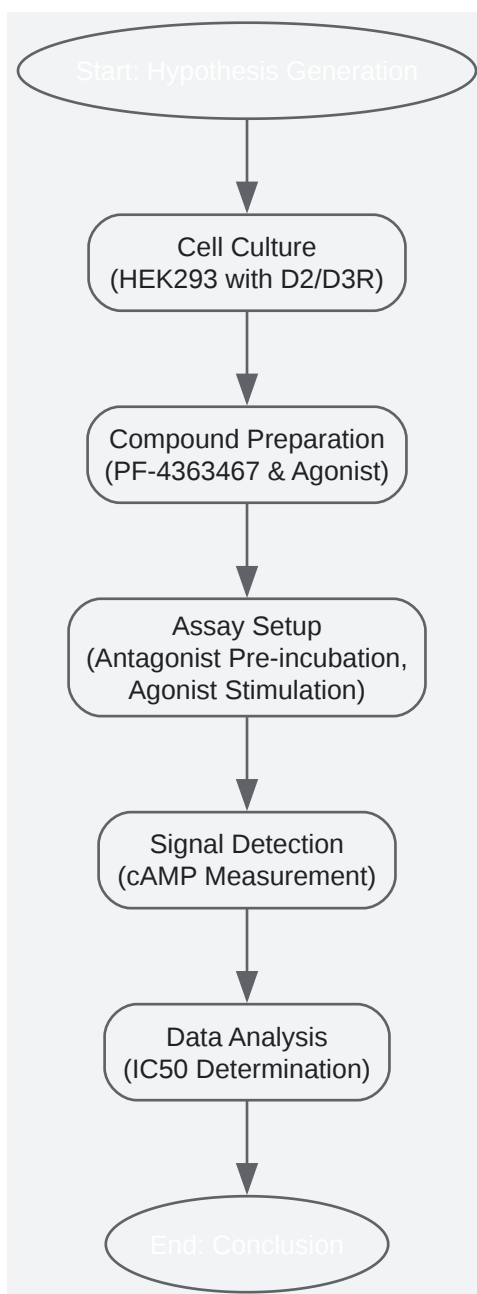 Start: Hypothesis Generation
Cell Culture
(HEK293 with D2/D3R)
Compound Preparation
(PF-4363467 & Agonist)
Assay Setup
(Antagonist Pre-incubation,
Agonist Stimulation)
Signal Detection
(cAMP Measurement)
Data Analysis
(IC50 Determination)
End: Conclusion